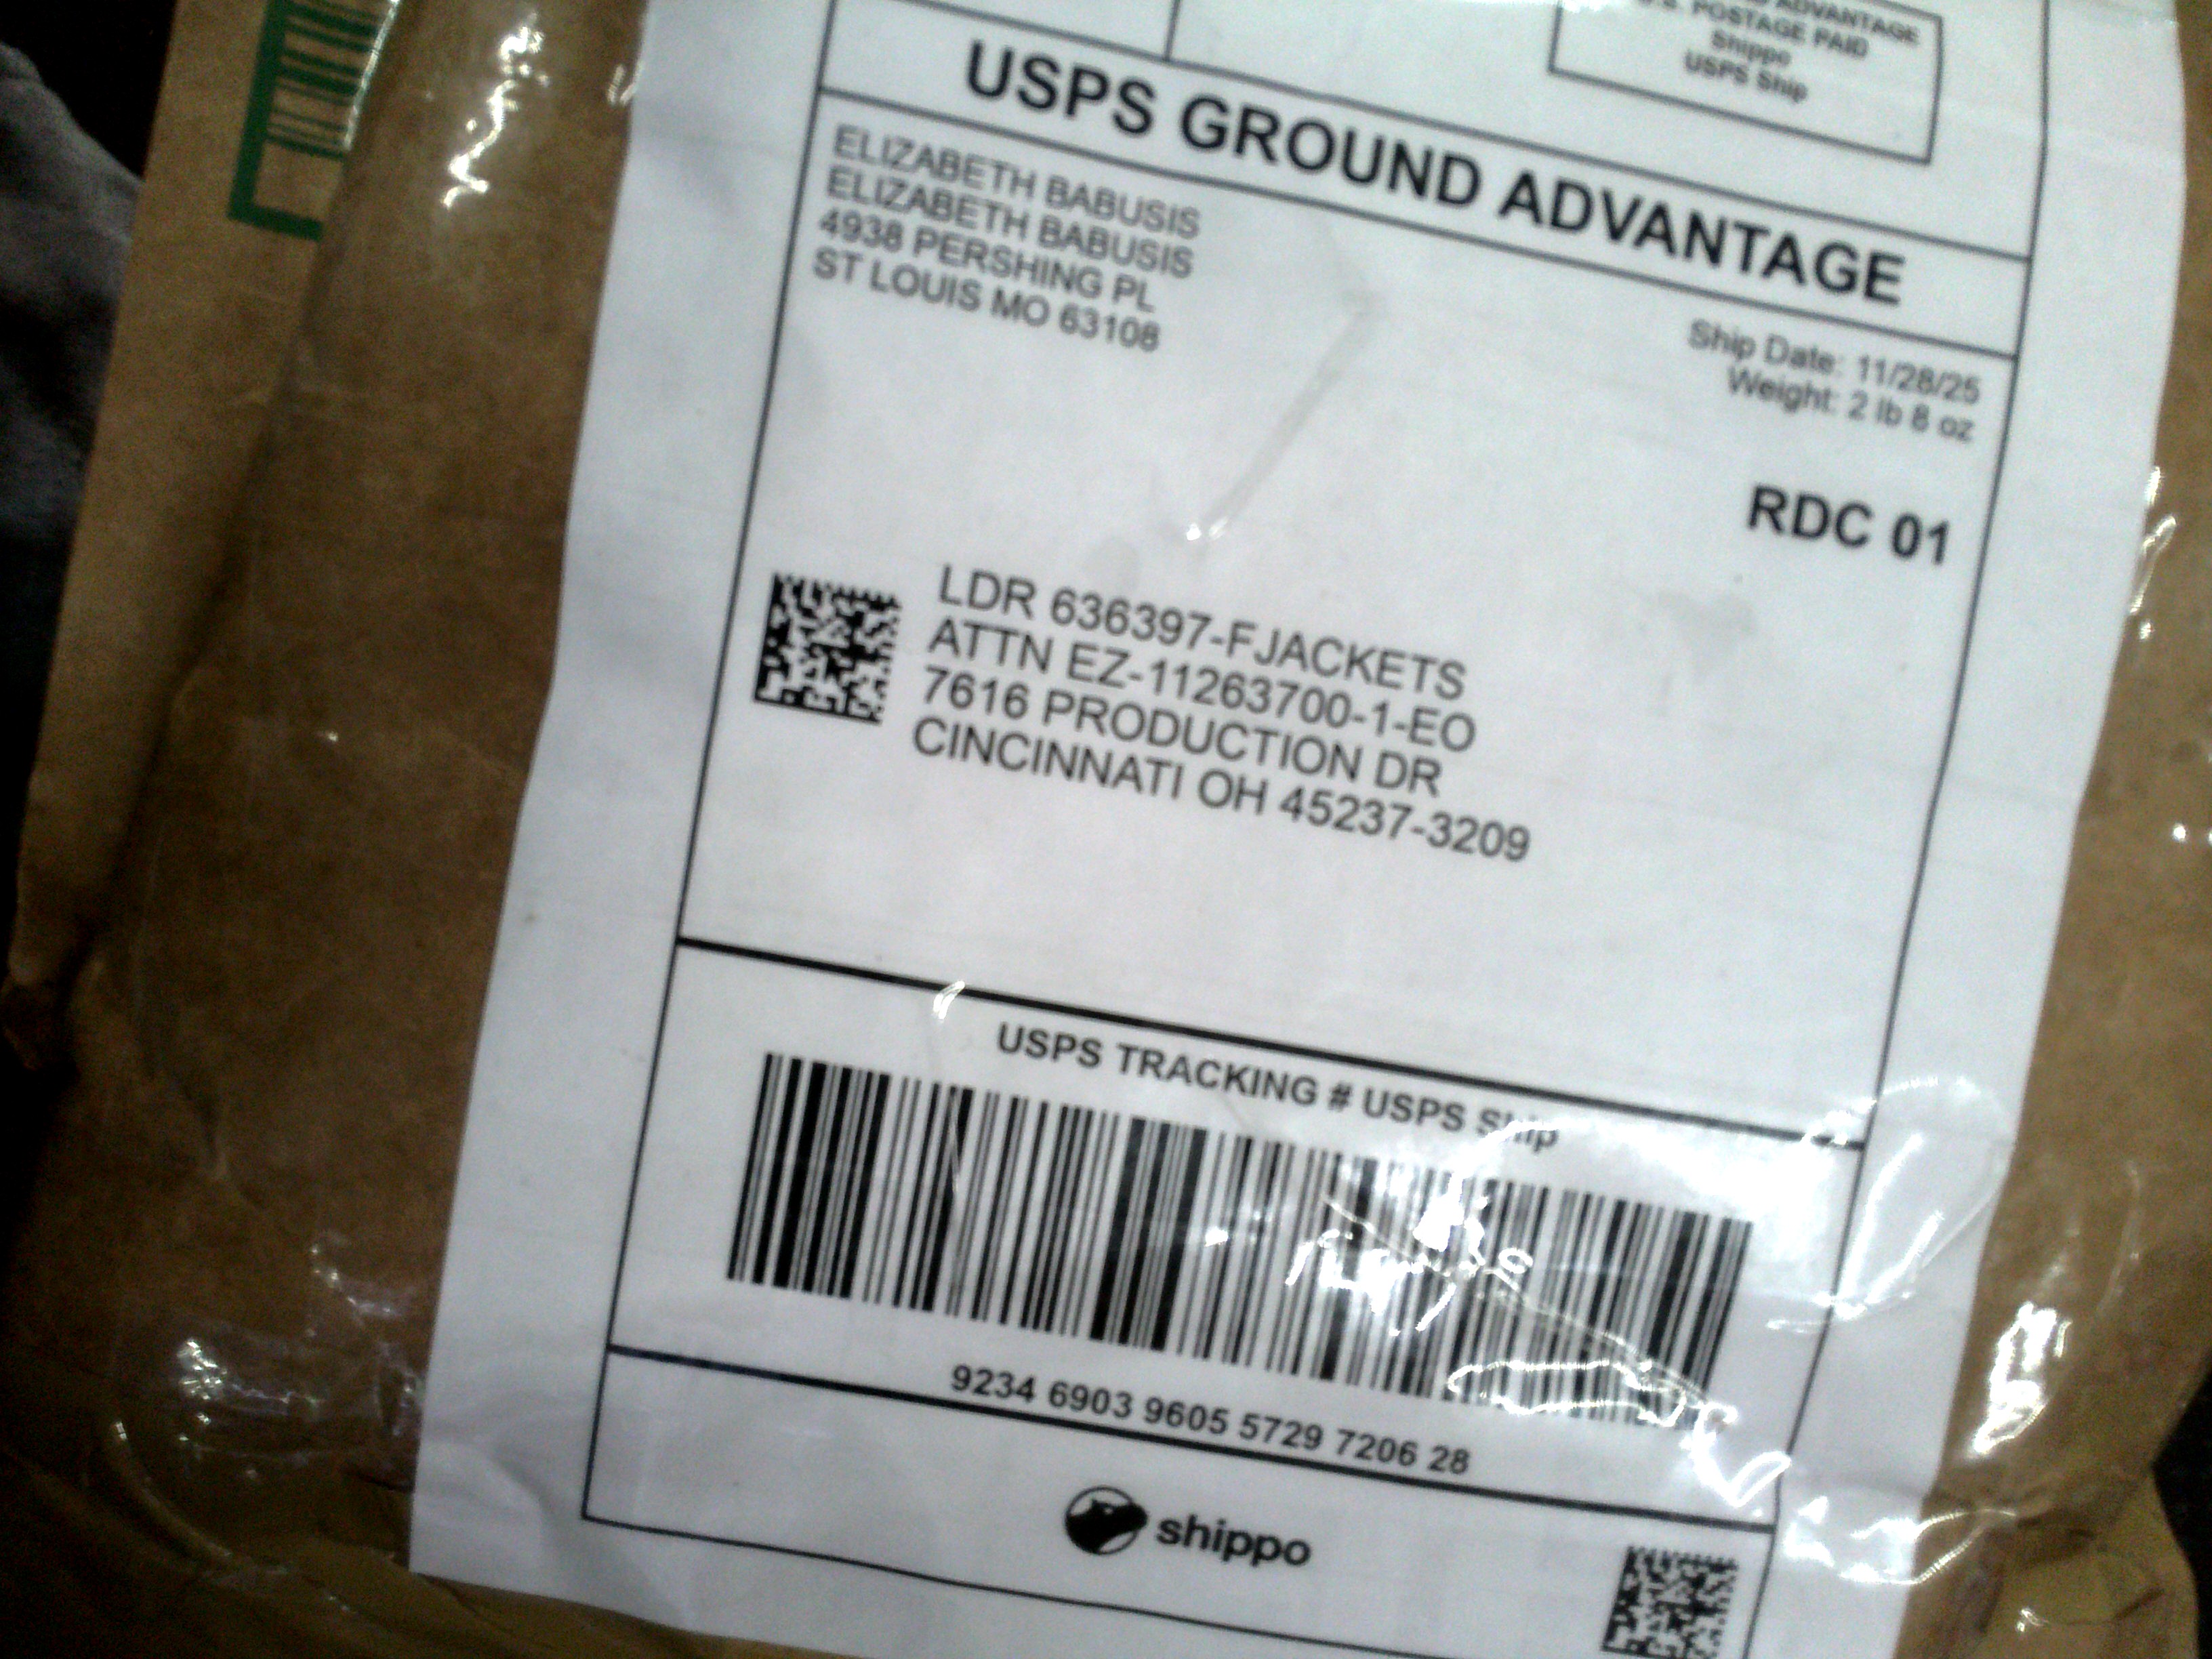 ADVANTAGE
U.S. POSTAGE PAID
Shippo
USPS Ship
USPS GROUND ADVANTAGE
ELIZABETH BABUSIS
ELIZABETH BABUSIS
4938 PERSHING PL
ST LOUIS MO 63108
Ship Date: 11/28/25
Weight: 2 lb 8 oz
RDC 01
LDR 636397-FJACKETS
ATTN EZ-11263700-1-EO
7616 PRODUCTION DR
CINCINNATI OH 45237-3209
USPS TRACKING # USPS Ship
9234 6903 9605 5729 7206 28
shippo